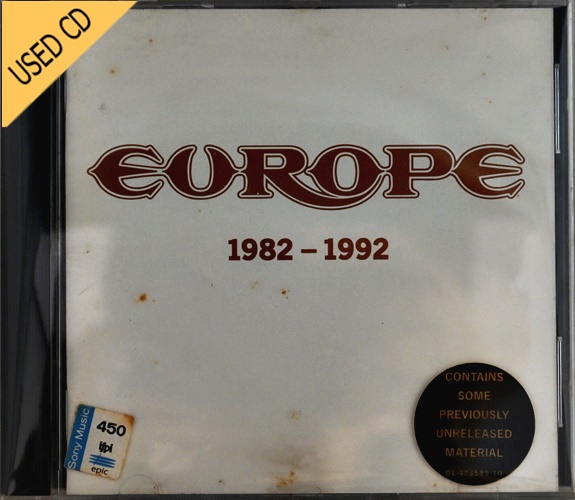 USED CD
EUROPE
1982 – 1992
Sony Music
450
epic
CONTAINS
SOME
PREVIOUSLY
UNRELEASED
MATERIAL